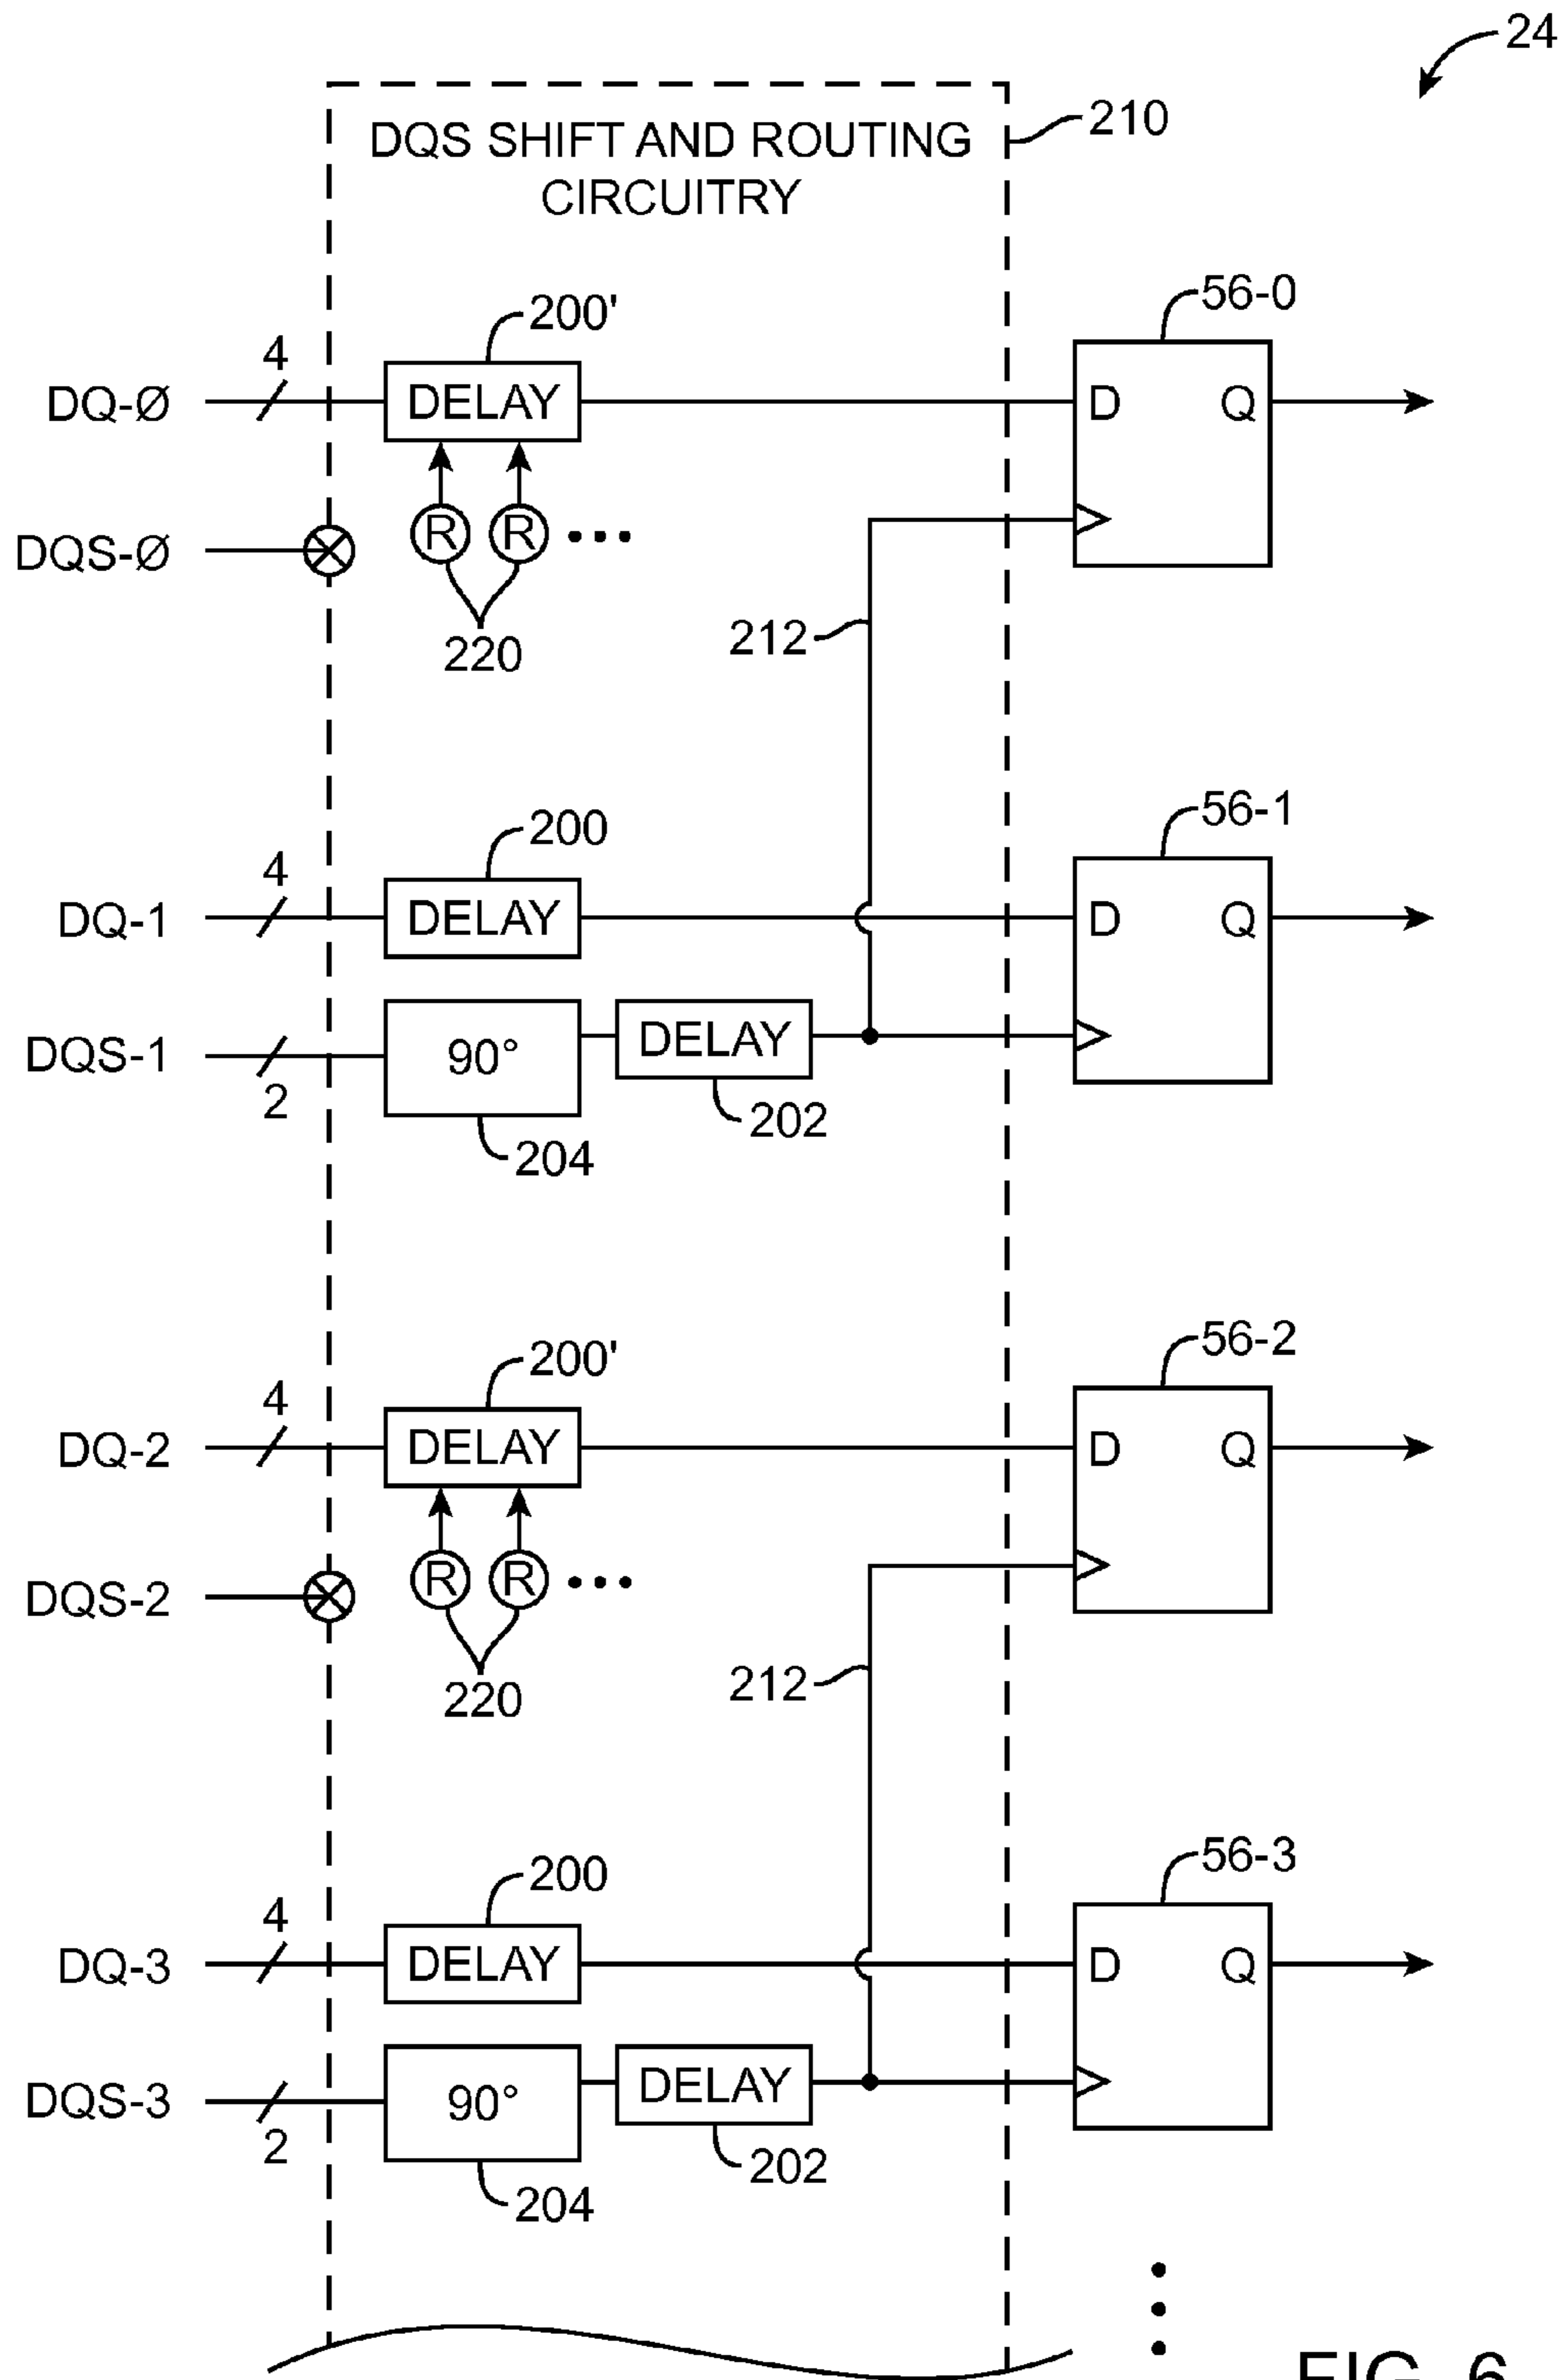 24
210
DQS SHIFT AND ROUTING
CIRCUITRY
200'
56-0
4
DQ-Ø
DELAY
D Q
DQS-Ø
R R ...
220
212
200
56-1
4
DQ-1
DELAY
D Q
DQS-1
2
90°
DELAY
202
204
200'
56-2
4
DQ-2
DELAY
D Q
DQS-2
R R ...
220
212
200
56-3
4
DQ-3
DELAY
D Q
DQS-3
2
90°
DELAY
202
204
FIG. 6